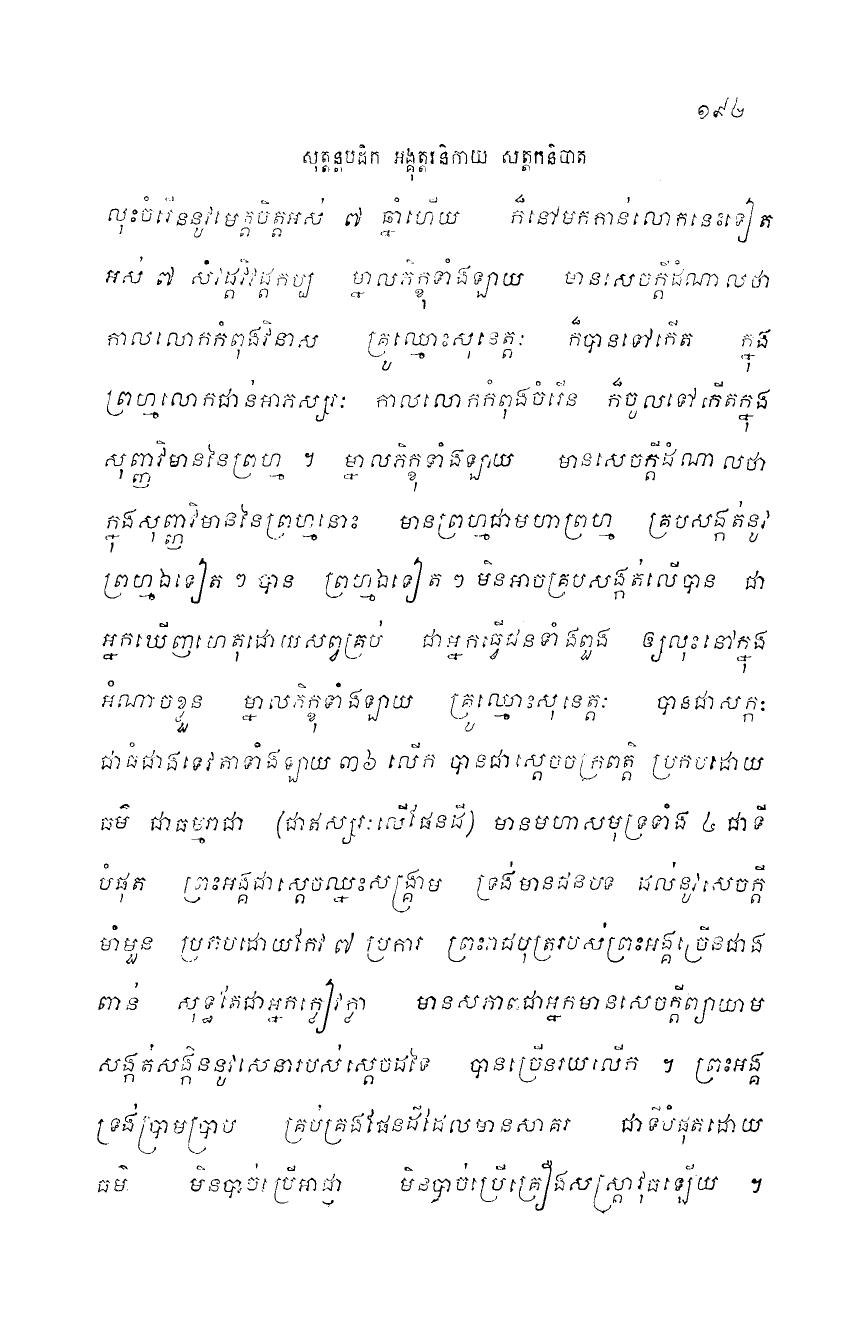 ១៩៤
សុត្តន្តបដិក អង្គុត្តរនិកាយ សត្តកនិបាត
លុះចំរើននូវមេត្តចិត្តអស់ ៧ ឆ្នាំហើយ ក៏នៅមកកាន់លោកនេះទៀត
អស់ ៧ សំវដ្តវិវដ្តកប្ប ម្នាលភិក្ខុទាំងឡាយ មានសេចក្តីដំណាលថា
កាលលោកកំពុងវិនាស គ្រូឈ្មោះសុនេត្តៈ ក៏បានទៅកើត ក្នុង
ព្រហ្មលោកជាន់អាភស្សរៈ កាលលោកកំពុងចំរើន ក៏ចូលទៅកើតក្នុង
សុញ្ញវិមាននៃព្រហ្ម ។ ម្នាលភិក្ខុទាំងឡាយ មានសេចក្តីដំណាលថា
ក្នុងសុញ្ញវិមាននៃព្រហ្មនោះ មានព្រហ្មជាមហាព្រហ្ម គ្របសង្កត់នូវ
ព្រហ្មឯទៀត ៗ បាន ព្រហ្មឯទៀត ៗ មិនអាចគ្របសង្កត់លើបាន ជា
អ្នកឃើញហេតុដោយសព្វគ្រប់ ជាអ្នកធ្វើជនទាំងពួង ឲ្យលុះនៅក្នុង
អំណាចខ្លួន ម្នាលភិក្ខុទាំងឡាយ គ្រូឈ្មោះសុនេត្តៈ បានជាសក្កៈ
ជាធំជាងទេវតាទាំងឡាយ ៣៦ លើក បានជាស្តេចចក្រពត្តិ ប្រកបដោយ
ធម៌ ជាធម្មរាជា (ជាឥស្សរៈលើផែនដី) មានមហាសមុទ្រទាំង ៤ ជាទី
បំផុត ព្រះអង្គជាស្តេចឈ្នះសង្គ្រាម ទ្រង់មានជនបទ ដល់នូវសេចក្តី
មាំមួន ប្រកបដោយកែវ ៧ ប្រការ ព្រះរាជបុត្ររបស់ព្រះអង្គច្រើនជាង
ពាន់ សុទ្ធតែជាអ្នកក្លៀវក្លា មានសភាពជាអ្នកមានសេចក្តីព្យាយាម
សង្កត់សង្កិននូវសេនារបស់ស្តេចដទៃ បានច្រើនរយលើក ។ ព្រះអង្គ
ទ្រង់ប្រាមប្រាប គ្រប់គ្រងផែនដីដែលមានសាគរ ជាទីបំផុតដោយ
ធម៌ មិនបាច់ប្រើអាជ្ញា មិនបាច់ប្រើគ្រឿងសស្ត្រាវុធឡើយ ។